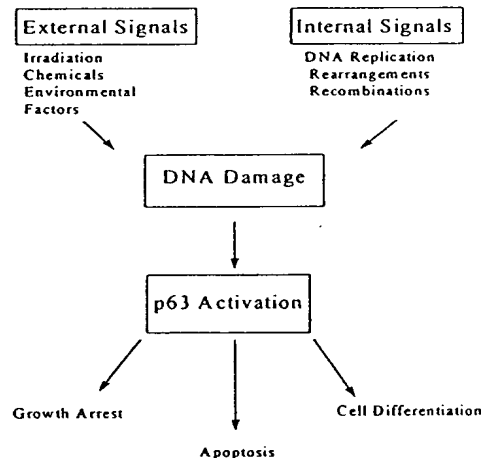 External Signals
Irradiation
Chemicals
Environmental
Factors
Internal Signals
DNA Replication
Rearrangements
Recombinations
DNA Damage
p63 Activation
Growth Arrest
Cell Differentiation
Apoptosis